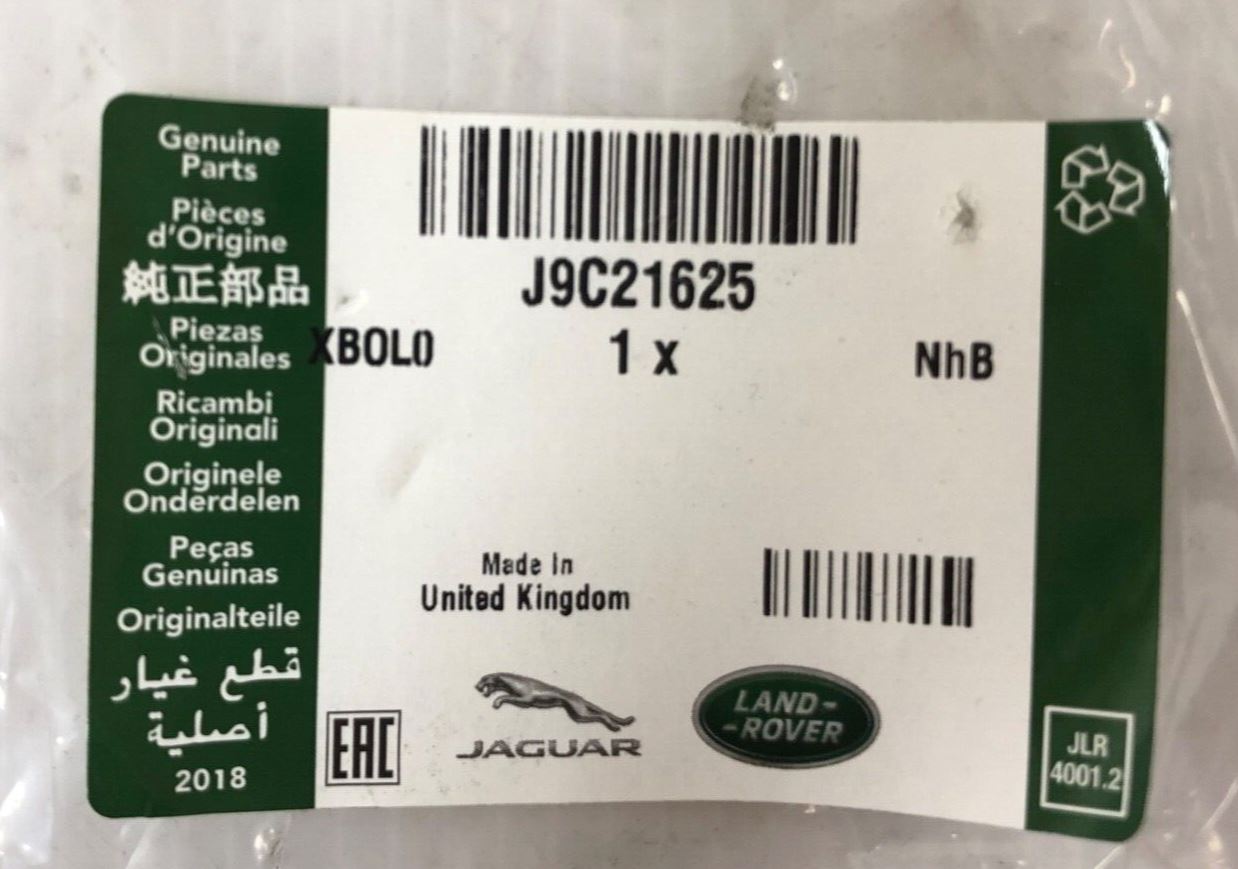 Genuine
Parts
Pièces
d'Origine
純正部品
Piezas
Originales
Ricambi
Originali
Originele
Onderdelen
Peças
Genuinas
Originalteile
قطع غيار
أصلية
2018
J9C21625
XBOL0 1 x NhB
Made In
United Kingdom
EAC
JAGUAR
LAND-
-ROVER
JLR
4001.2